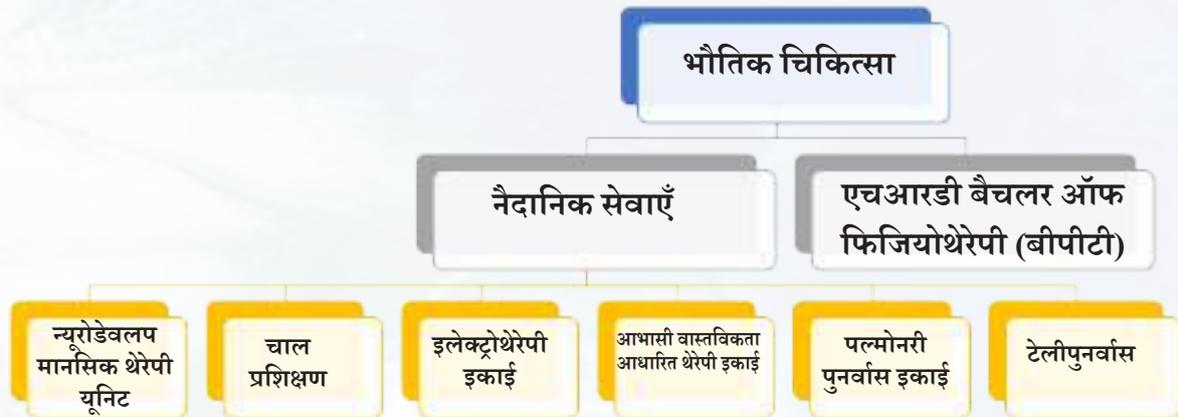 भौतिक चिकित्सा
नैदानिक सेवाएँ
एचआरडी बैचलर ऑफ
फिजियोथेरेपी (बीपीटी)
न्यूरोडेवलप
मानसिक थेरेपी
यूनिट
चाल
प्रशिक्षण
इलेक्ट्रोथेरेपी
इकाई
आभासी वास्तविकता
आधारित थेरेपी इकाई
पल्मोनरी
पुनर्वास इकाई
टेलीपुनर्वास